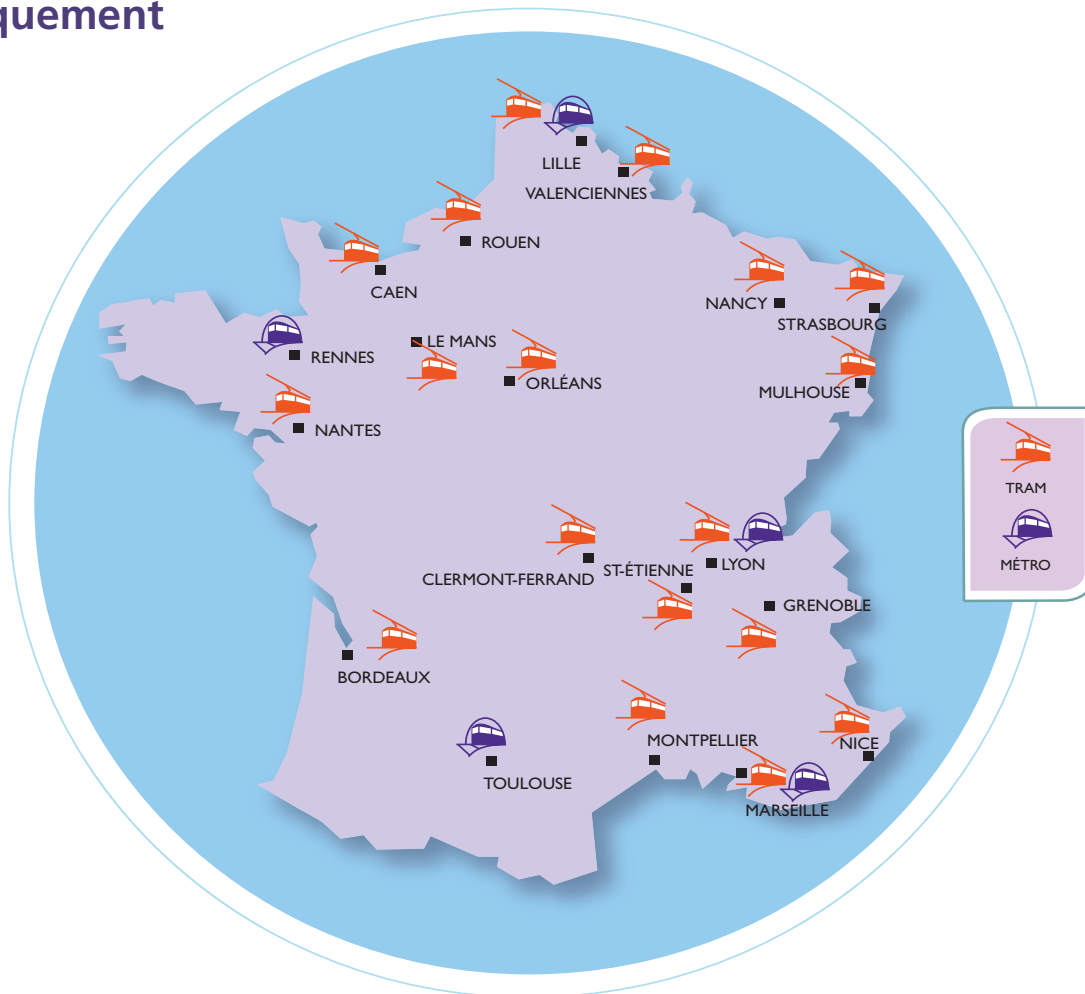 quement
LILLE
VALENCIENNES
ROUEN
CAEN
NANCY
STRASBOURG
RENNES
LE MANS
ORLÉANS
MULHOUSE
NANTES
TRAM
MÉTRO
CLERMONT-FERRAND
ST-ÉTIENNE
LYON
GRENOBLE
BORDEAUX
MONTPELLIER
NICE
TOULOUSE
MARSEILLE